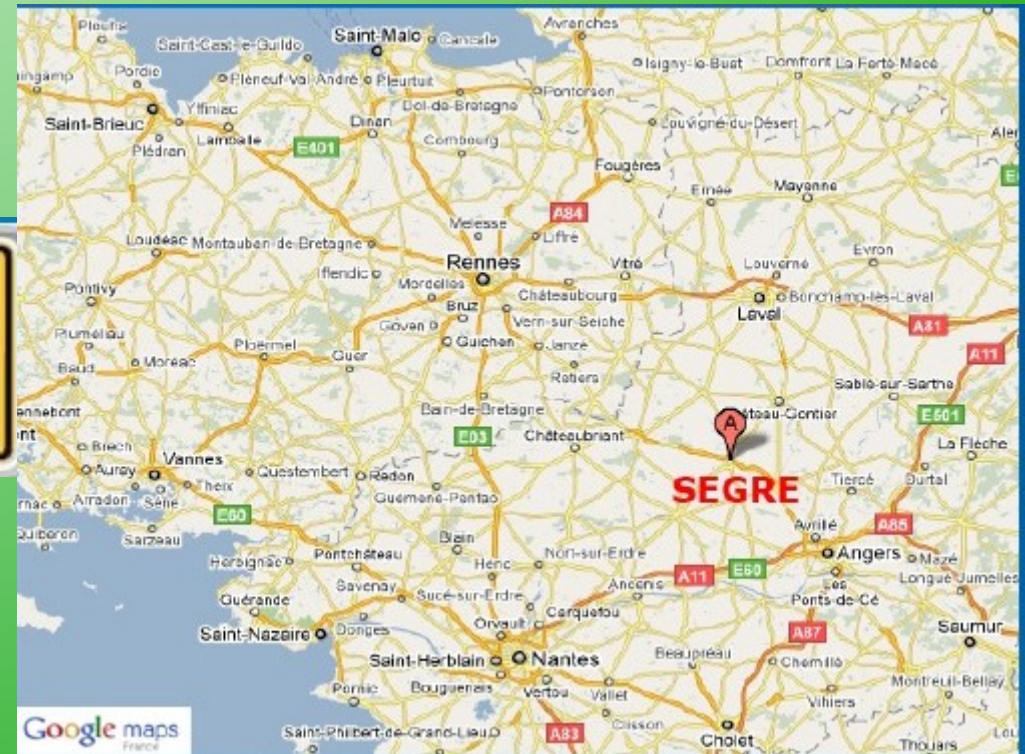 Avranches
Saint-Cast-le-Guildo
Saint-Malo
Cancale
Isigny-le-Buat
Domfront
La Ferté-Macé
Pordic
Pléneuf-Val-André
Pleurtuit
Pontorson
Yffiniac
Dol-de-Bretagne
Saint-Brieuc
Lamballe
Dinan
Louvigné-du-Désert
Plédran
E401
Combourg
Fougères
Ernée
Mayenne
A84
Melesse
Liffré
Loudéac
Montauban-de-Bretagne
Evron
Rennes
Vitré
Louverné
Iffendic
Pontivy
Mordelles
Châteaubourg
Bonchamp-lès-Laval
Bruz
Laval
Goven
Vern-sur-Seiche
A81
Plumeliau
Ploërmel
Guer
Guichen
Janzé
A11
Baud
Moréac
Retiers
Sablé-sur-Sarthe
Bain-de-Bretagne
A
E501
E03
Châteaubriant
La Flèche
Brech
Vannes
Auray
Theix
Questembert
Redon
SEGRE
Tiercé
Durtal
Arradon
Séné
Guémené-Penfao
E60
Sarzeau
Blain
Avrillé
A85
Quiberon
Herbignac
Pontchâteau
Nort-sur-Erdre
Angers
Mazé
Savenay
Ancenis
A11
E60
Longué Jumelles
Guérande
Sucé-sur-Erdre
Les
Ponts-de-Cé
Carquefou
Saint-Nazaire
Donges
Orvault
A87
Saumur
Saint-Herblain
Nantes
Beaupréau
Chemillé
Pornic
Bouguenais
Vertou
Vallet
Montreuil-Bellay
Vihiers
Google maps
France
Saint-Philbert-de-Grand-Lieu
A83
Clisson
Cholet
Thouars